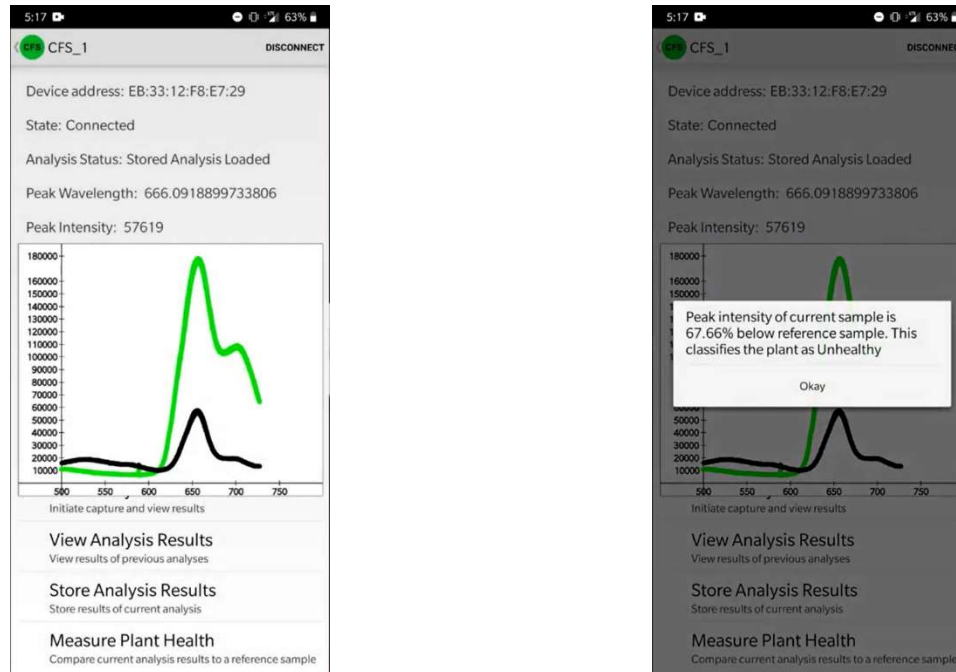 5:17 63%
CFS CFS_1 DISCONNECT
Device address: EB:33:12:F8:E7:29
State: Connected
Analysis Status: Stored Analysis Loaded
Peak Wavelength: 666.0918899733806
Peak Intensity: 57619
180000
160000
150000
140000
130000
120000
110000
100000
90000
80000
70000
60000
50000
40000
30000
20000
10000
500 550 600 650 700 750
Initiate capture and view results
View Analysis Results
View results of previous analyses
Store Analysis Results
Store results of current analysis
Measure Plant Health
Compare current analysis results to a reference sample
5:17 63%
CFS CFS_1 DISCONNE
Device address: EB:33:12:F8:E7:29
State: Connected
Analysis Status: Stored Analysis Loaded
Peak Wavelength: 666.0918899733806
Peak Intensity: 57619
180000
160000
150000
Peak intensity of current sample is
67.66% below reference sample. This
classifies the plant as Unhealthy
Okay
50000
40000
30000
20000
10000
500 550 600 650 700 750
Initiate capture and view results
View Analysis Results
View results of previous analyses
Store Analysis Results
Store results of current analysis
Measure Plant Health
Compare current analysis results to a reference sample